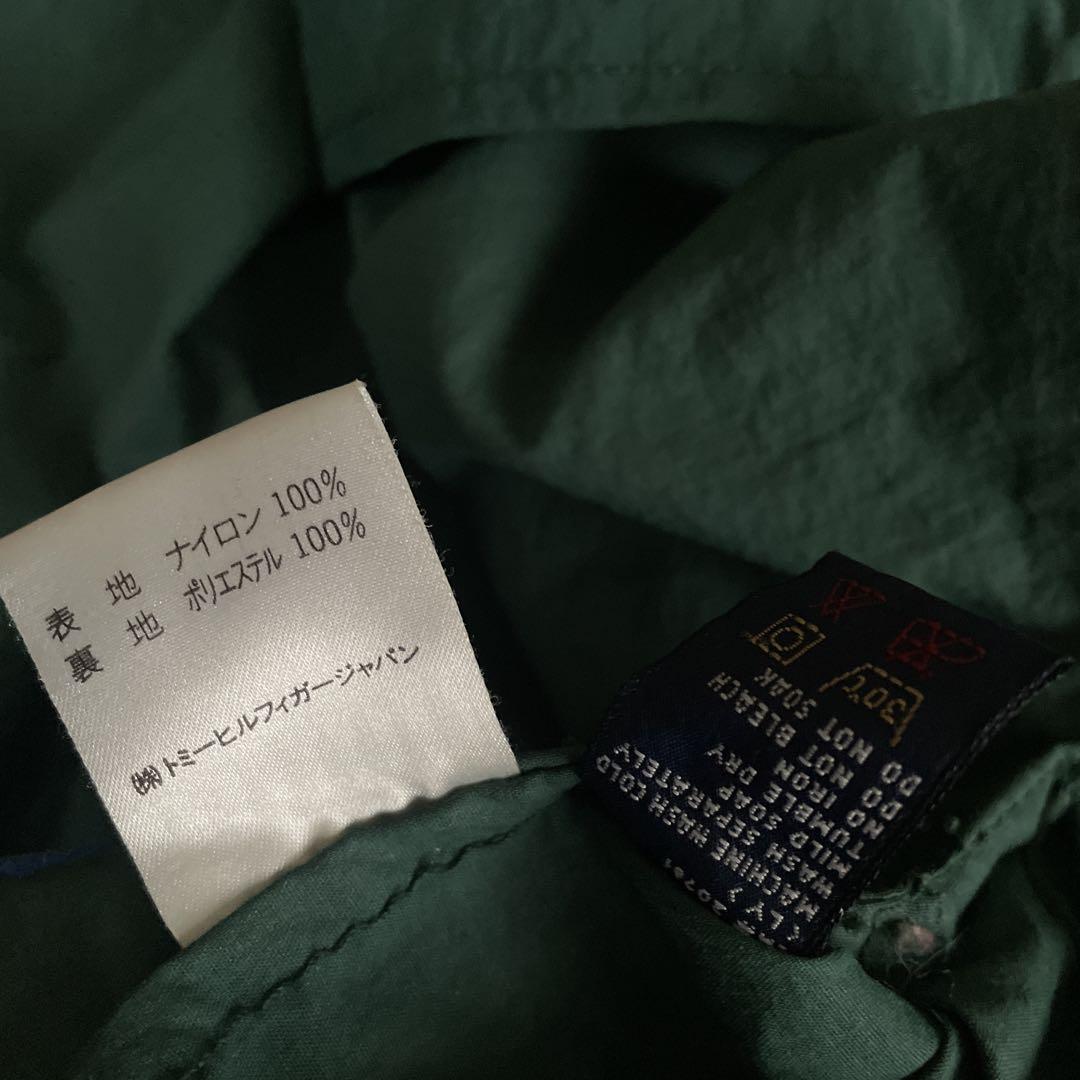 表 地 ナイロン 100%
裏 地 ポリエステル 100%
㈱トミーヒルフィガージャパン
MACHINE WASH COLD
WASH SEPARATELY
MILD SOAP
TUMBLE DRY
NO IRON
DO NOT BLEACH
DO NOT SOAK
30℃